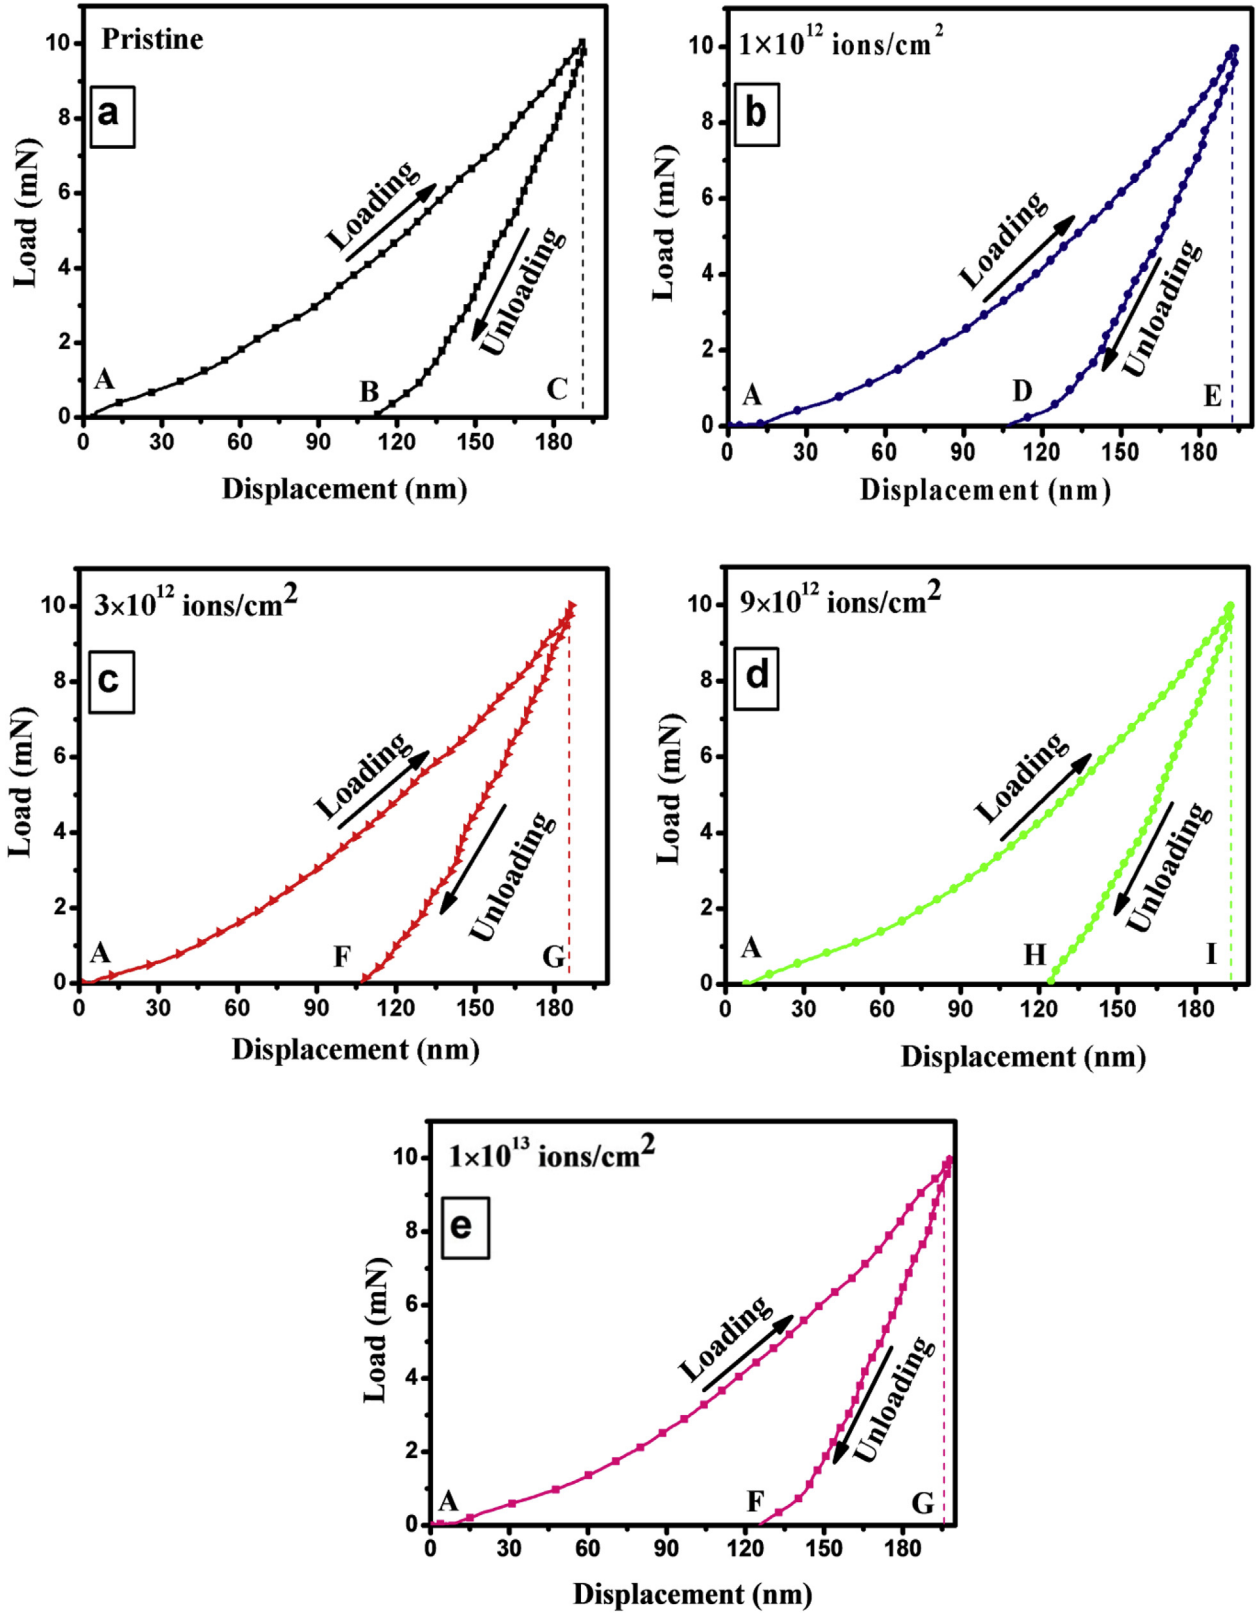 Pristine
a
Load (mN)
10
8
6
4
2
0
Loading
Unloading
A
B
C
0 30 60 90 120 150 180
Displacement (nm)
1×10¹² ions/cm²
b
Load (mN)
10
8
6
4
2
0
Loading
Unloading
A
D
E
0 30 60 90 120 150 180
Displacement (nm)
3×10¹² ions/cm²
c
Load (mN)
10
8
6
4
2
0
Loading
Unloading
A
F
G
0 30 60 90 120 150 180
Displacement (nm)
9×10¹² ions/cm²
d
Load (mN)
10
8
6
4
2
0
Loading
Unloading
A
H
I
0 30 60 90 120 150 180
Displacement (nm)
1×10¹³ ions/cm²
e
Load (mN)
10
8
6
4
2
0
Loading
Unloading
A
F
G
0 30 60 90 120 150 180
Displacement (nm)